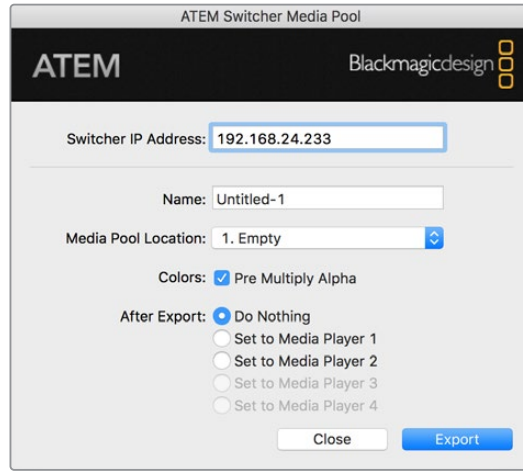 ATEM Switcher Media Pool
ATEM
Blackmagicdesign
Switcher IP Address: 192.168.24.233
Name: Untitled-1
Media Pool Location: 1. Empty
Colors: Pre Multiply Alpha
After Export: Do Nothing
Set to Media Player 1
Set to Media Player 2
Set to Media Player 3
Set to Media Player 4
Close Export